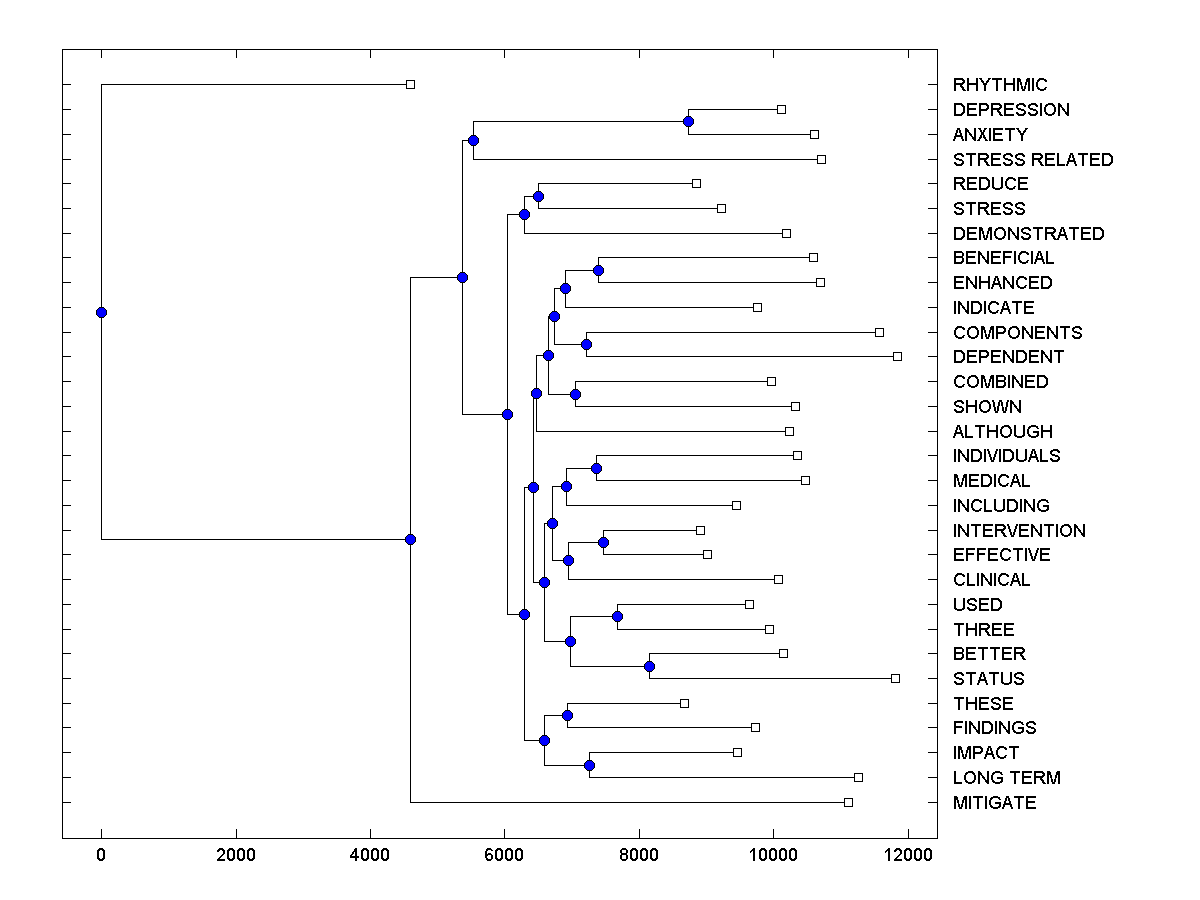 RHYTHMIC
DEPRESSION
ANXIETY
STRESS RELATED
REDUCE
STRESS
DEMONSTRATED
BENEFICIAL
ENHANCED
INDICATE
COMPONENTS
DEPENDENT
COMBINED
SHOWN
ALTHOUGH
INDIVIDUALS
MEDICAL
INCLUDING
INTERVENTION
EFFECTIVE
CLINICAL
USED
THREE
BETTER
STATUS
THESE
FINDINGS
IMPACT
LONG TERM
MITIGATE
0 2000 4000 6000 8000 10000 12000